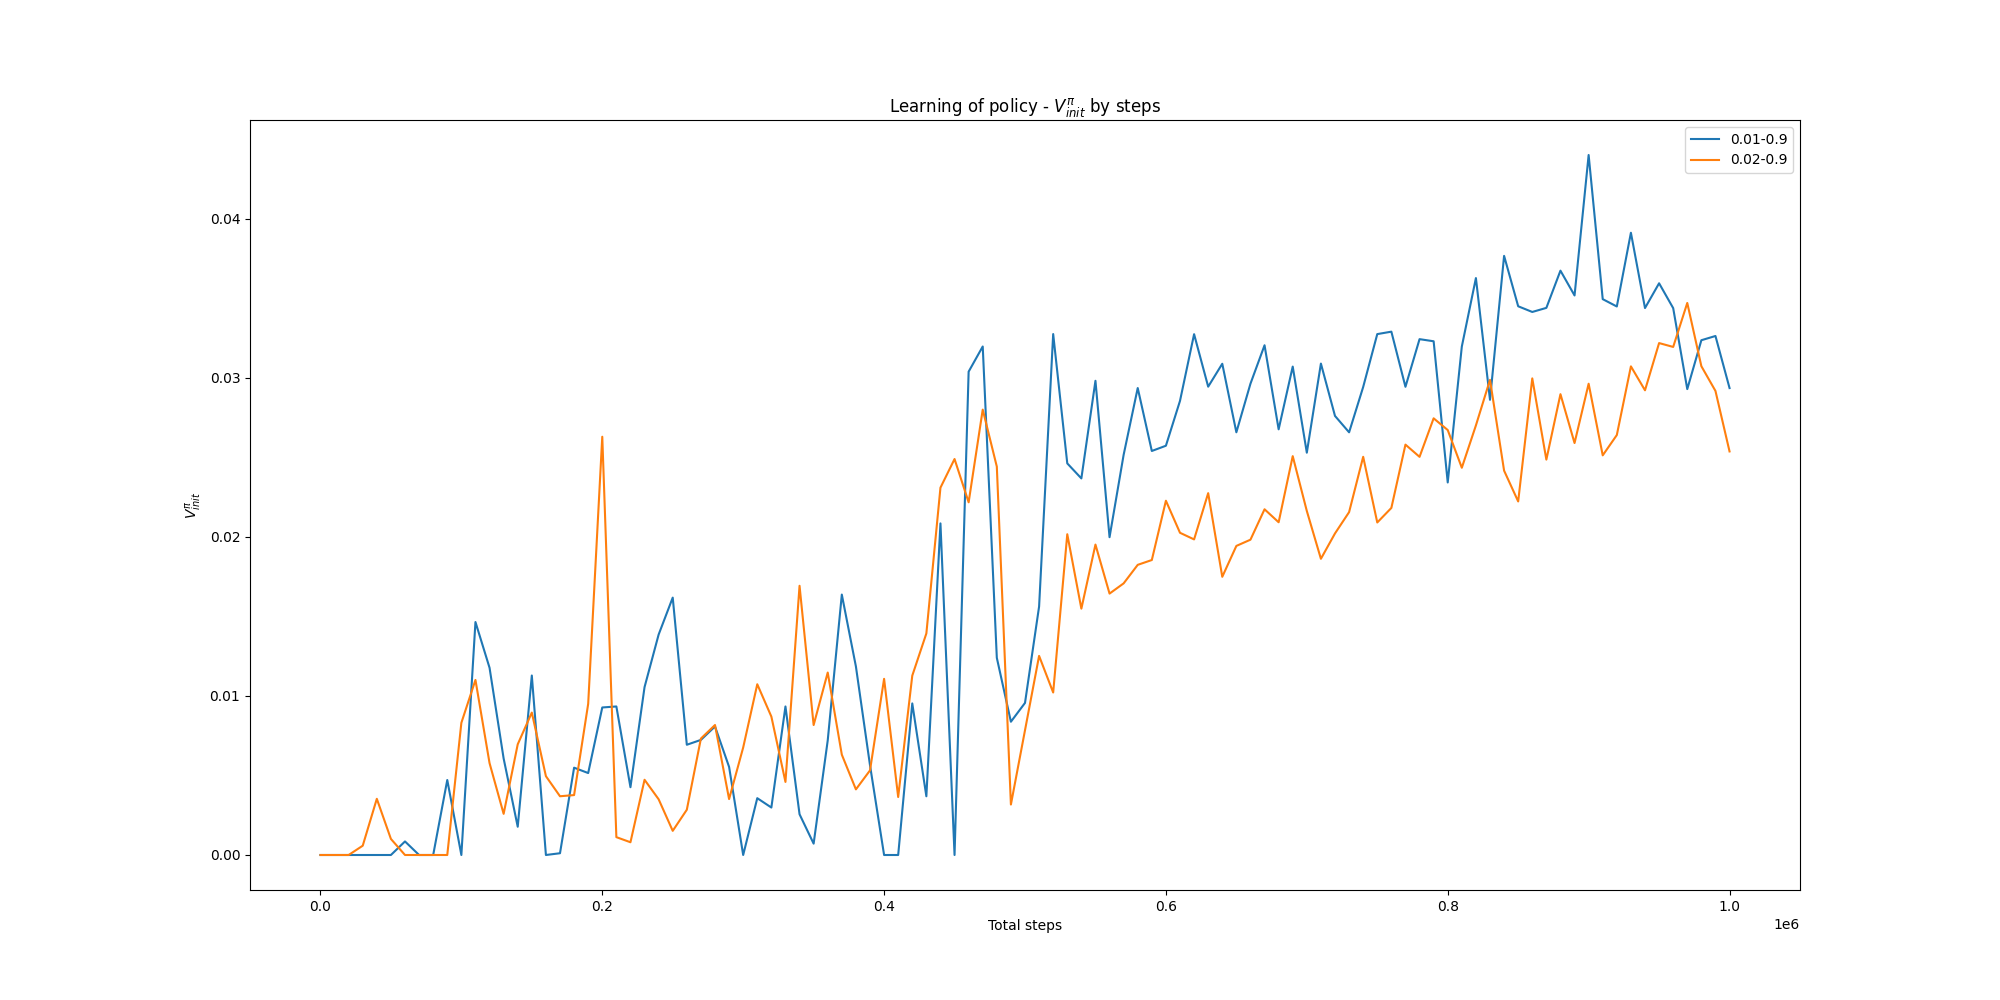 Learning of policy - $V^{\pi}_{init}$ by steps
0.01-0.9
0.02-0.9
0.04
0.03
0.02
0.01
0.00
$V^{\pi}_{init}$
0.0 0.2 0.4 0.6 0.8 1.0
Total steps
1e6